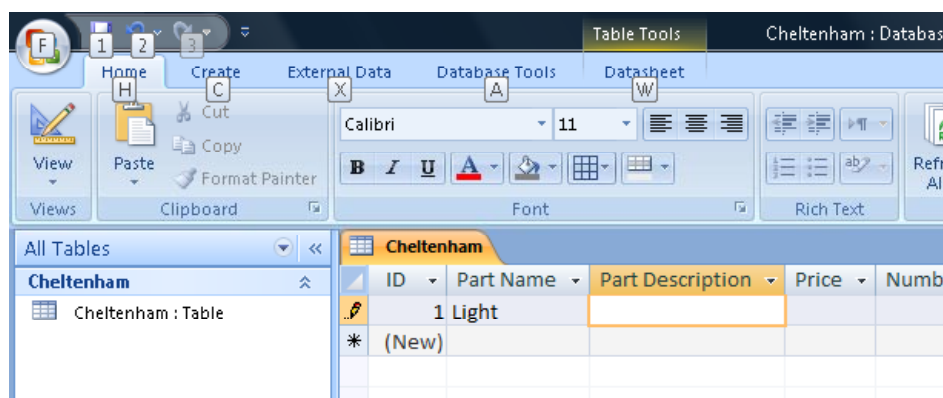 Table Tools Cheltenham : Databas
F 1 2 3
Home Create External Data Database Tools Datasheet
H C X A W
View
Paste
Cut
Copy
Format Painter
Calibri 11
B I U A ab
Refr
Al
Views Clipboard Font Rich Text
All Tables
Cheltenham
Cheltenham : Table
Cheltenham
ID Part Name Part Description Price Numb
1 Light
(New)